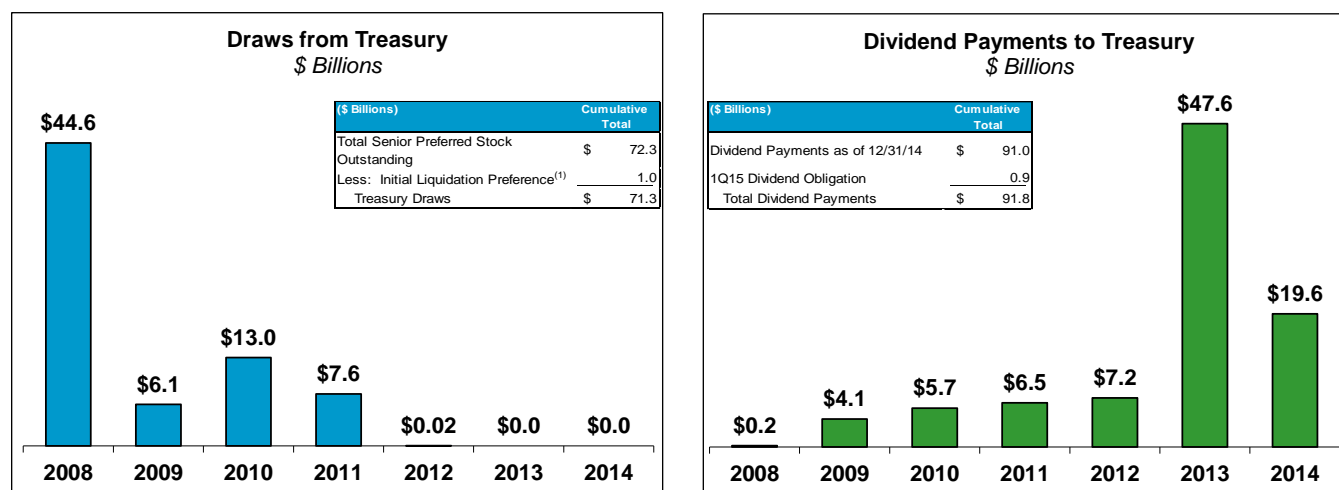 Draws from Treasury
$ Billions
($ Billions) Cumulative
Total
Total Senior Preferred Stock
Outstanding $ 72.3
Less: Initial Liquidation Preference(1) 1.0
Treasury Draws $ 71.3
$44.6
$6.1
$13.0
$7.6
$0.02
$0.0
$0.0
2008 2009 2010 2011 2012 2013 2014
Dividend Payments to Treasury
$ Billions
($ Billions) Cumulative
Total
Dividend Payments as of 12/31/14 $ 91.0
1Q15 Dividend Obligation 0.9
Total Dividend Payments $ 91.8
$0.2
$4.1
$5.7
$6.5
$7.2
$47.6
$19.6
2008 2009 2010 2011 2012 2013 2014